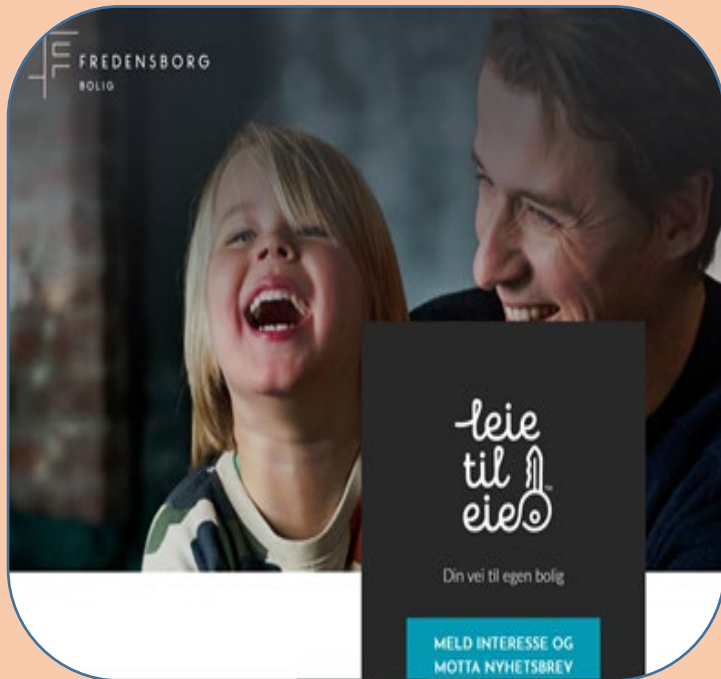 FREDENSBORG
BOLIG
leie
til
eie
Din vei til egen bolig
MELD INTERESSE OG
MOTTA NYHETSBREV